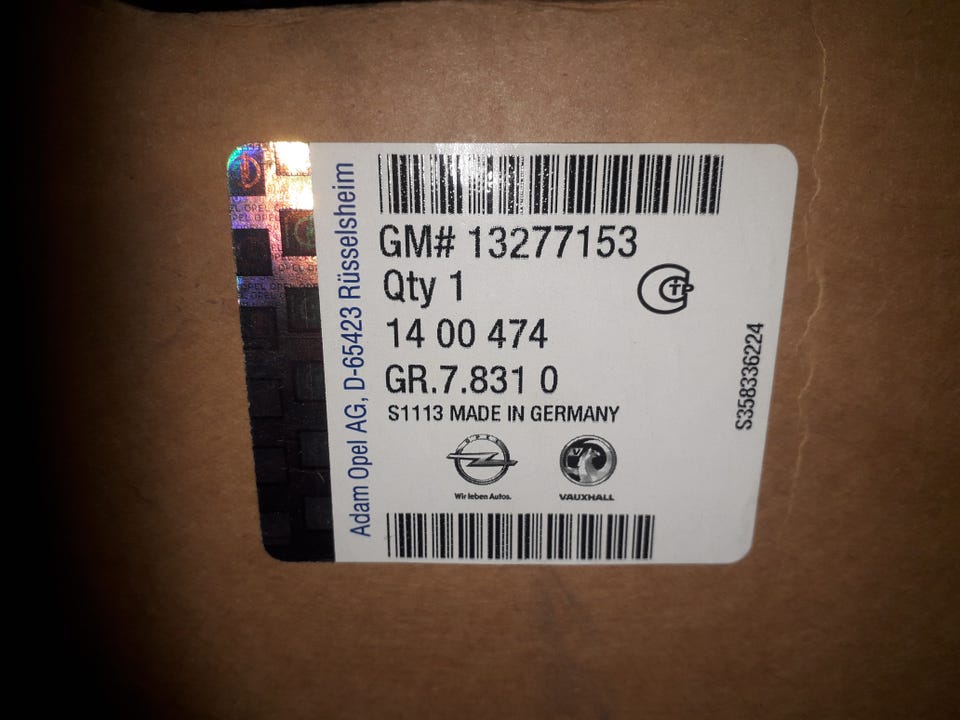 Adam Opel AG, D-65423 Rüsselsheim
GM# 13277153
Qty 1
14 00 474
GR.7.831 0
S1113 MADE IN GERMANY
OPEL
Wir leben Autos.
VAUXHALL
S358336224